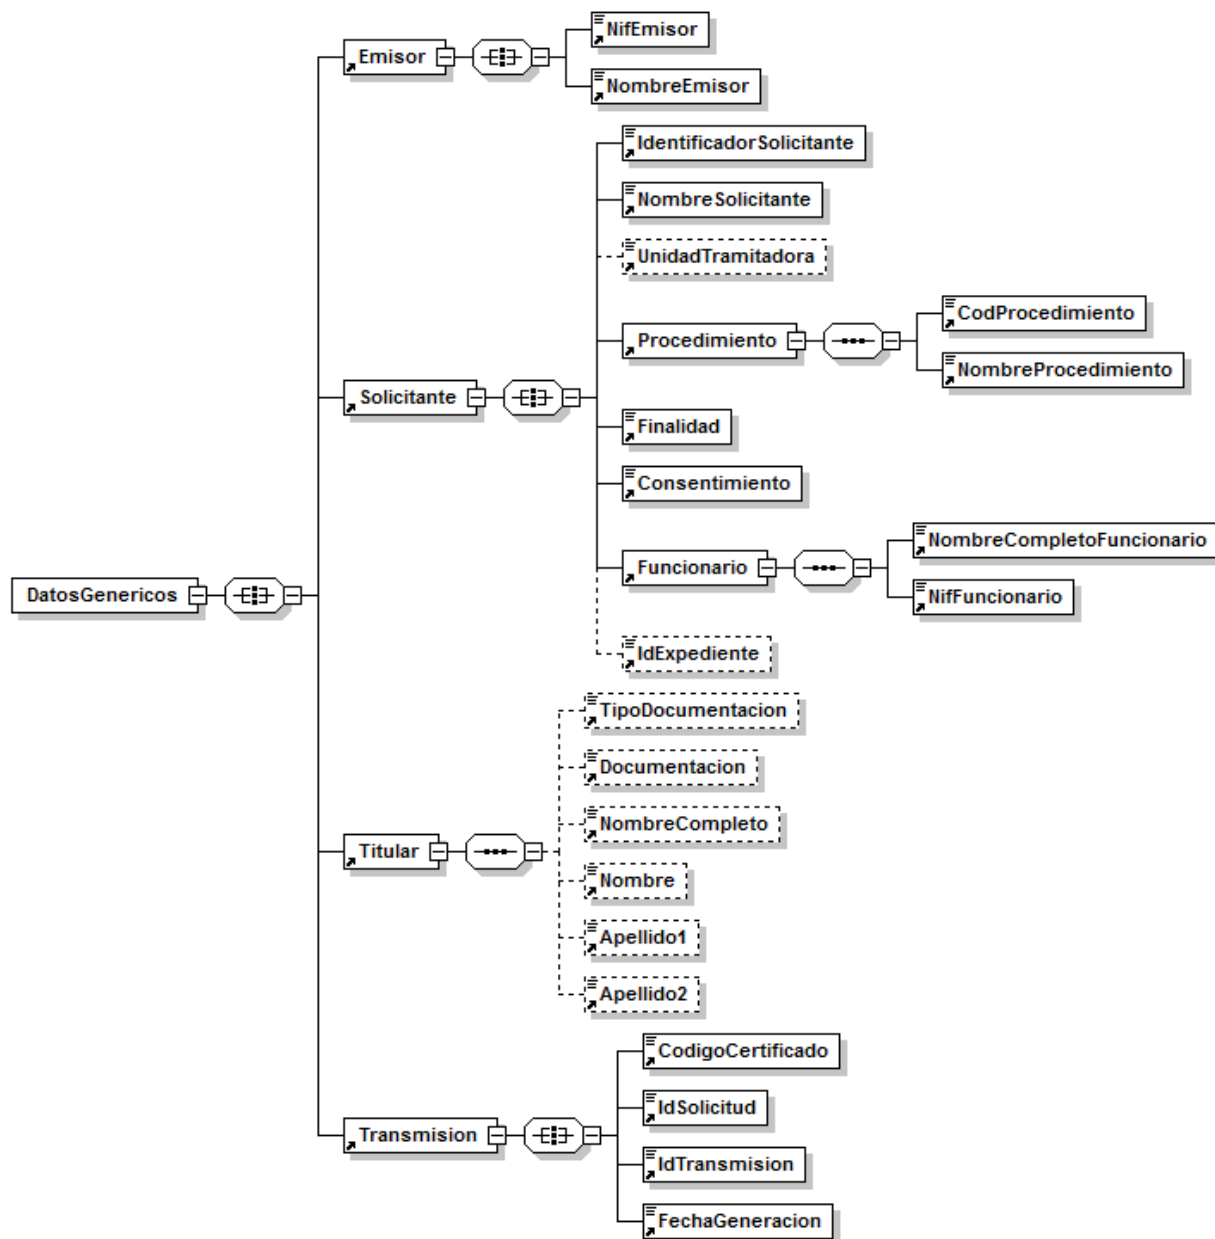 NifEmisor
Emisor
NombreEmisor
IdentificadorSolicitante
NombreSolicitante
UnidadTramitadora
CodProcedimiento
Procedimiento
NombreProcedimiento
Solicitante
Finalidad
Consentimiento
NombreCompletoFuncionario
Funcionario
NifFuncionario
DatosGenericos
IdExpediente
TipoDocumentacion
Documentacion
NombreCompleto
Titular
Nombre
Apellido1
Apellido2
CodigoCertificado
IdSolicitud
Transmision
IdTransmision
FechaGeneracion